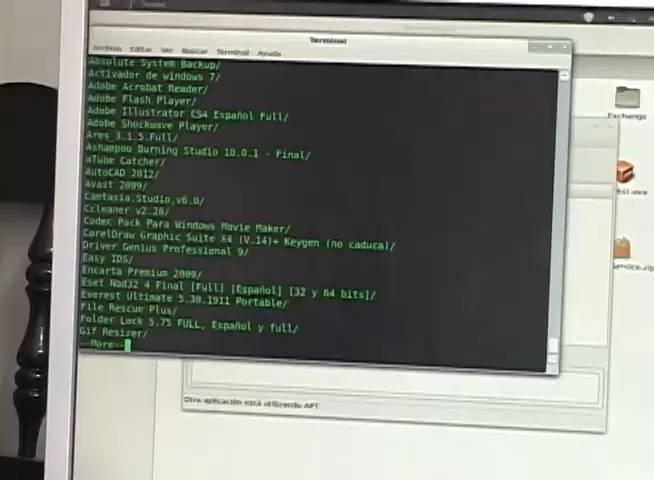 Terminal
Archivo Editar Ver Buscar Terminal Ayuda
Absolute System Backup/
Activador de windows 7/
Adobe Acrobat Reader/
Adobe Flash Player/
Adobe Illustrator CS4 Español Full/
Adobe Shockwave Player/
Ares 3.1.5.Full/
Ashampoo Burning Studio 10.0.1 - Final/
aTube Catcher/
AutoCAD 2012/
Avast 2009/
Camtasia.Studio.v6.0/
Ccleaner v2.20/
Codec Pack Para Windows Movie Maker/
CorelDraw Graphic Suite X4 (V.14)+ Keygen (no caduca)/
Driver Genius Professional 9/
Easy IDS/
Encarta Premium 2009/
Eset Nod32 4 Final [Full] [Español] [32 y 64 bits]/
Everest Ultimate 5.30.1911 Portable/
File Rescue Plus/
Folder Lock 5.75 FULL, Español y full/
Gif Resizer/
--More--
Otra aplicación está utilizando APT
Exchange